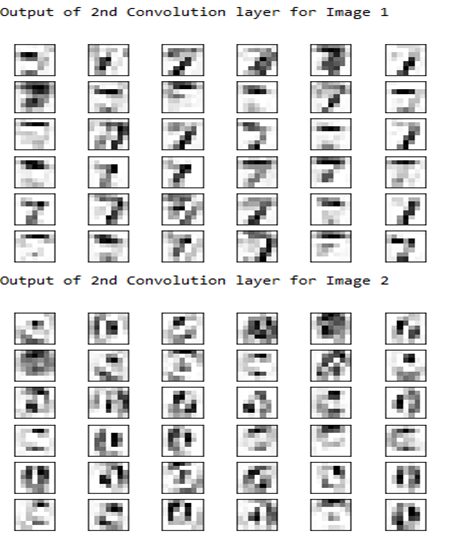 Output of 2nd Convolution layer for Image 1
Output of 2nd Convolution layer for Image 2